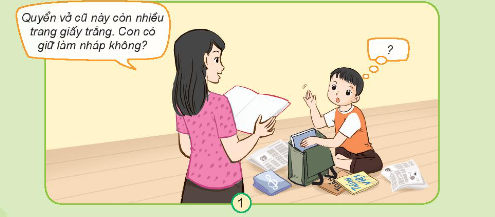 Quyển vở cũ này còn nhiều
trang giấy trắng. Con có
giữ làm nháp không?
?
1